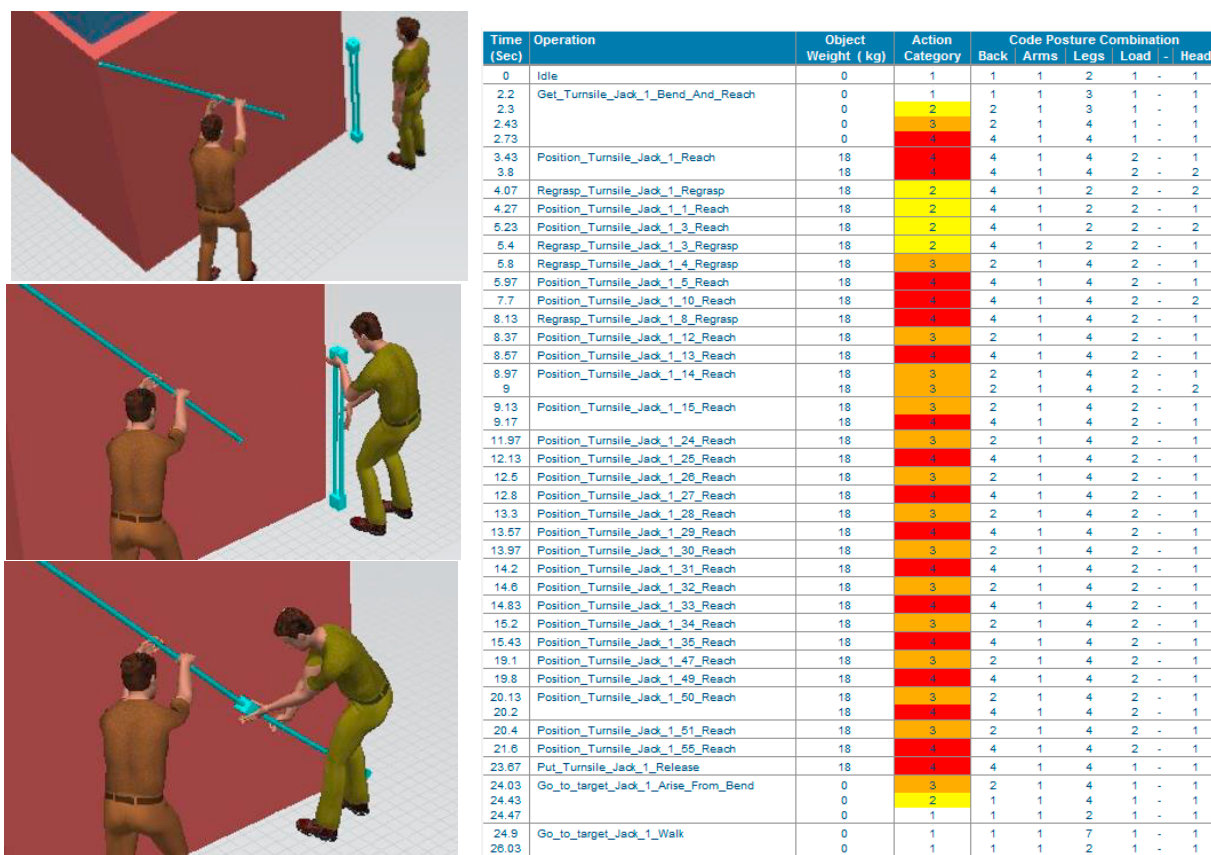 Time Operation Object Action Code Posture Combination
(Sec) Weight ( kg) Category Back Arms Legs Load - Head
0 Idle 0 1 1 1 2 1 - 1
2.2 Get_Turnsile_Jack_1_Bend_And_Reach 0 1 1 1 3 1 - 1
2.3 0 2 2 1 3 1 - 1
2.43 0 3 2 1 4 1 - 1
2.73 0 4 4 1 4 1 - 1
3.43 Position_Turnsile_Jack_1_Reach 18 4 4 1 4 2 - 1
3.8 18 4 4 1 4 2 - 2
4.07 Regrasp_Turnsile_Jack_1_Regrasp 18 2 4 1 2 2 - 2
4.27 Position_Turnsile_Jack_1_1_Reach 18 2 4 1 2 2 - 1
5.23 Position_Turnsile_Jack_1_3_Reach 18 2 4 1 2 2 - 2
5.4 Regrasp_Turnsile_Jack_1_3_Regrasp 18 2 4 1 2 2 - 1
5.8 Regrasp_Turnsile_Jack_1_4_Regrasp 18 3 2 1 4 2 - 1
5.97 Position_Turnsile_Jack_1_5_Reach 18 4 4 1 4 2 - 1
7.7 Position_Turnsile_Jack_1_10_Reach 18 4 4 1 4 2 - 2
8.13 Regrasp_Turnsile_Jack_1_8_Regrasp 18 4 4 1 4 2 - 1
8.37 Position_Turnsile_Jack_1_12_Reach 18 3 2 1 4 2 - 1
8.57 Position_Turnsile_Jack_1_13_Reach 18 4 4 1 4 2 - 1
8.97 Position_Turnsile_Jack_1_14_Reach 18 3 2 1 4 2 - 1
9 18 3 2 1 4 2 - 2
9.13 Position_Turnsile_Jack_1_15_Reach 18 3 2 1 4 2 - 1
9.17 18 4 4 1 4 2 - 1
11.97 Position_Turnsile_Jack_1_24_Reach 18 3 2 1 4 2 - 1
12.13 Position_Turnsile_Jack_1_25_Reach 18 4 4 1 4 2 - 1
12.5 Position_Turnsile_Jack_1_26_Reach 18 3 2 1 4 2 - 1
12.8 Position_Turnsile_Jack_1_27_Reach 18 4 4 1 4 2 - 1
13.3 Position_Turnsile_Jack_1_28_Reach 18 3 2 1 4 2 - 1
13.57 Position_Turnsile_Jack_1_29_Reach 18 4 4 1 4 2 - 1
13.97 Position_Turnsile_Jack_1_30_Reach 18 3 2 1 4 2 - 1
14.2 Position_Turnsile_Jack_1_31_Reach 18 4 4 1 4 2 - 1
14.6 Position_Turnsile_Jack_1_32_Reach 18 3 2 1 4 2 - 1
14.83 Position_Turnsile_Jack_1_33_Reach 18 4 4 1 4 2 - 1
15.2 Position_Turnsile_Jack_1_34_Reach 18 3 2 1 4 2 - 1
15.43 Position_Turnsile_Jack_1_35_Reach 18 4 4 1 4 2 - 1
19.1 Position_Turnsile_Jack_1_47_Reach 18 3 2 1 4 2 - 1
19.8 Position_Turnsile_Jack_1_49_Reach 18 4 4 1 4 2 - 1
20.13 Position_Turnsile_Jack_1_50_Reach 18 3 2 1 4 2 - 1
20.2 18 4 4 1 4 2 - 1
20.4 Position_Turnsile_Jack_1_51_Reach 18 3 2 1 4 2 - 1
21.6 Position_Turnsile_Jack_1_55_Reach 18 4 4 1 4 2 - 1
23.67 Put_Turnsile_Jack_1_Release 18 4 4 1 4 1 - 1
24.03 Go_to_target_Jack_1_Arise_From_Bend 0 3 2 1 4 1 - 1
24.43 0 2 1 1 4 1 - 1
24.47 0 1 1 1 2 1 - 1
24.9 Go_to_target_Jack_1_Walk 0 1 1 1 7 1 - 1
26.03 0 1 1 1 2 1 - 1